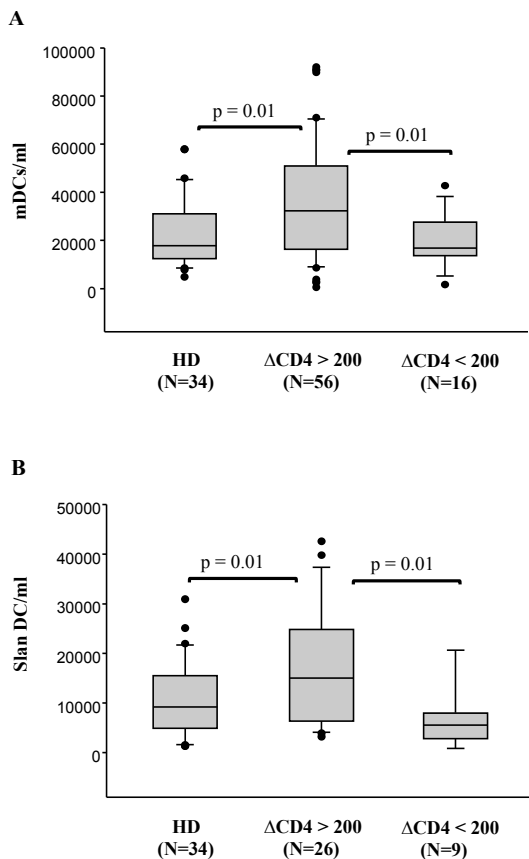 A
100000
80000
60000
40000
20000
0
mDCs/ml
p = 0.01
p = 0.01
HD
(N=34)
ΔCD4 > 200
(N=56)
ΔCD4 < 200
(N=16)
B
50000
40000
30000
20000
10000
0
Slan DC/ml
p = 0.01
p = 0.01
HD
(N=34)
ΔCD4 > 200
(N=26)
ΔCD4 < 200
(N=9)